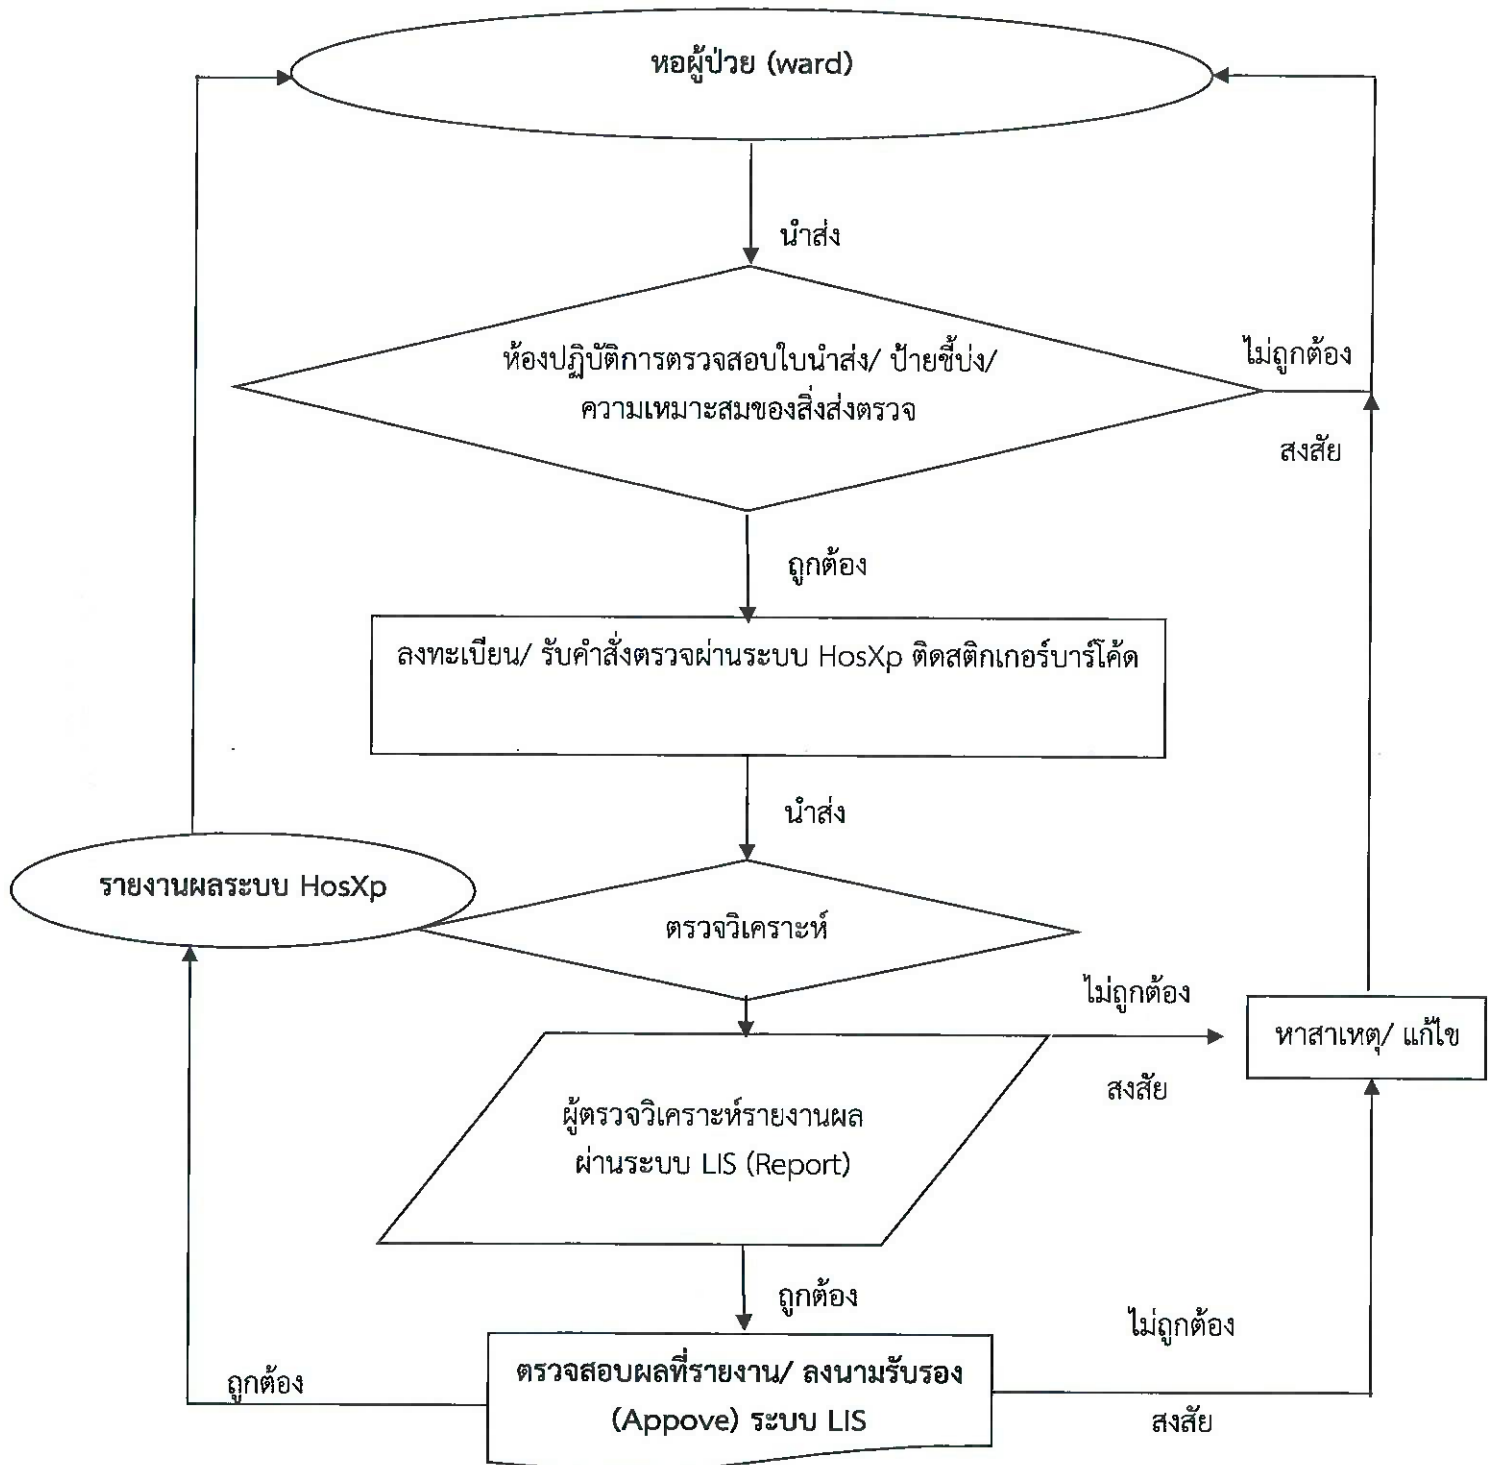 หอผู้ป่วย (ward)
นำส่ง
ห้องปฏิบัติการตรวจสอบใบนำส่ง/ ป้ายชี้บ่ง/
ความเหมาะสมของสิ่งส่งตรวจ
ไม่ถูกต้อง
สงสัย
ถูกต้อง
ลงทะเบียน/ รับคำสั่งตรวจผ่านระบบ HosXp ติดสติกเกอร์บาร์โค้ด
นำส่ง
รายงานผลระบบ HosXp
ตรวจวิเคราะห์
ไม่ถูกต้อง
สงสัย
หาสาเหตุ/ แก้ไข
ผู้ตรวจวิเคราะห์รายงานผล
ผ่านระบบ LIS (Report)
ถูกต้อง
ไม่ถูกต้อง
สงสัย
ถูกต้อง
ตรวจสอบผลที่รายงาน/ ลงนามรับรอง
(Appove) ระบบ LIS